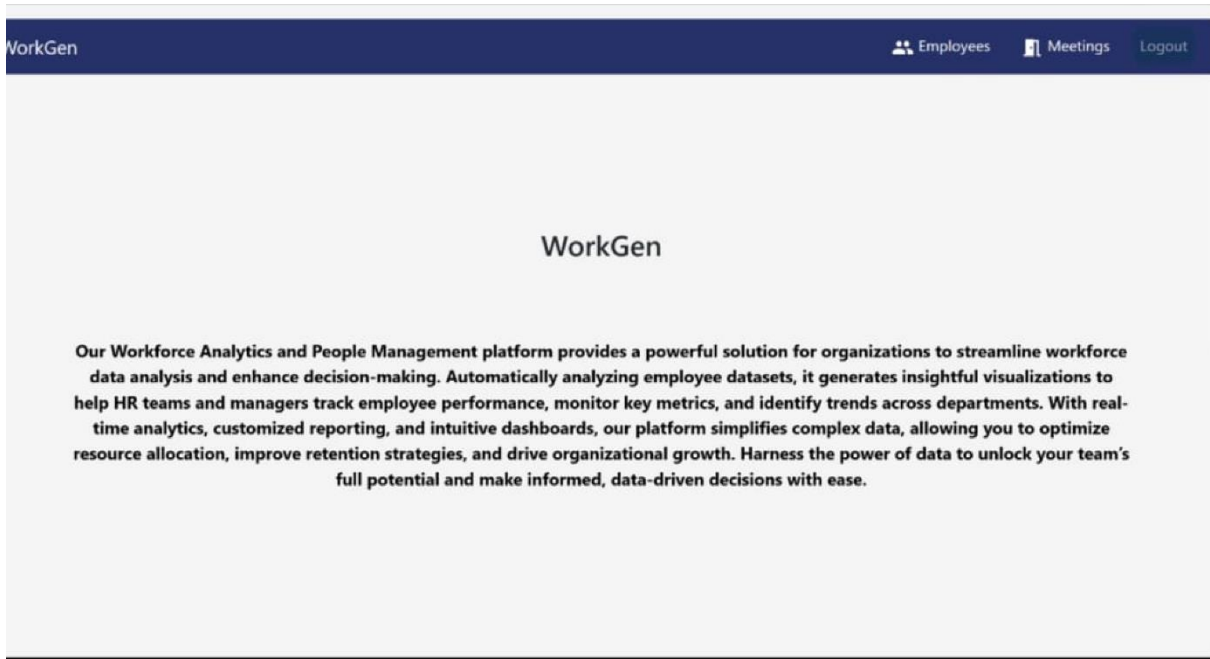 WorkGen
Employees
Meetings
Logout
WorkGen
Our Workforce Analytics and People Management platform provides a powerful solution for organizations to streamline workforce
data analysis and enhance decision-making. Automatically analyzing employee datasets, it generates insightful visualizations to
help HR teams and managers track employee performance, monitor key metrics, and identify trends across departments. With real-
time analytics, customized reporting, and intuitive dashboards, our platform simplifies complex data, allowing you to optimize
resource allocation, improve retention strategies, and drive organizational growth. Harness the power of data to unlock your team’s
full potential and make informed, data-driven decisions with ease.